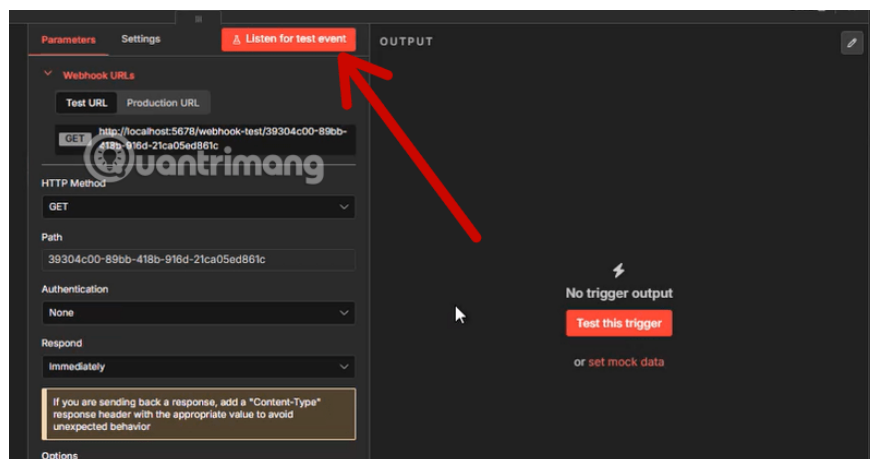 Parameters
Settings
Listen for test event
OUTPUT
Webhook URLs
Test URL
Production URL
GET
http://localhost:5678/webhook-test/39304c00-89bb-
418b-916d-21ca05ed861c
Quantrimang
HTTP Method
GET
Path
39304c00-89bb-418b-916d-21ca05ed861c
Authentication
None
Respond
Immediately
If you are sending back a response, add a "Content-Type"
response header with the appropriate value to avoid
unexpected behavior
Options
No trigger output
Test this trigger
or set mock data